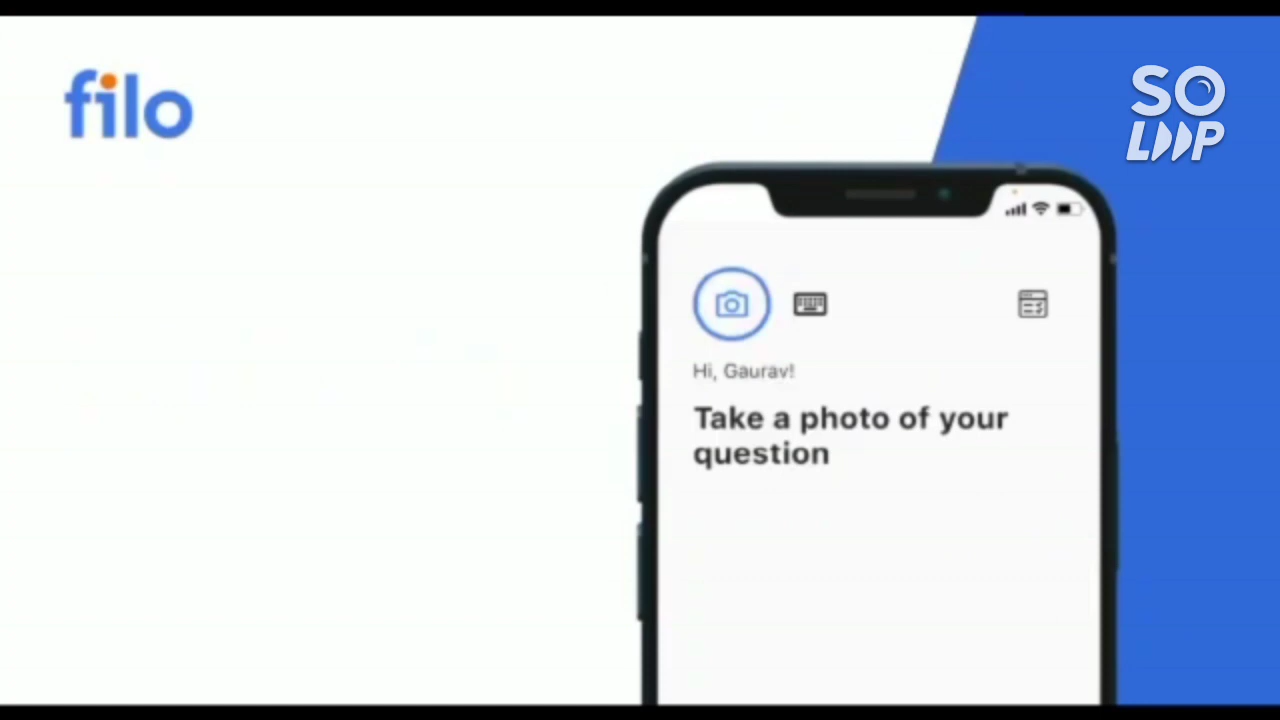 filo
SO
LOOP
Hi, Gaurav!
Take a photo of your
question